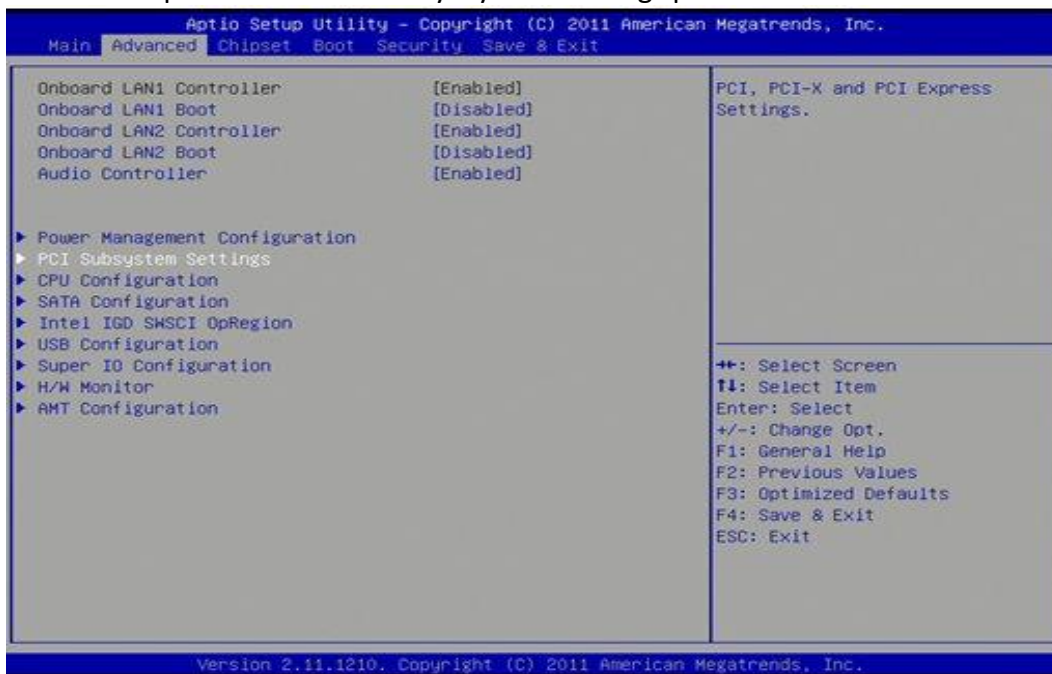 Aptio Setup Utility – Copyright (C) 2011 American Megatrends, Inc.
Main Advanced Chipset Boot Security Save & Exit
Onboard LAN1 Controller [Enabled]
Onboard LAN1 Boot [Disabled]
Onboard LAN2 Controller [Enabled]
Onboard LAN2 Boot [Disabled]
Audio Controller [Enabled]
Power Management Configuration
PCI Subsystem Settings
CPU Configuration
SATA Configuration
Intel IGD SWSCI OpRegion
USB Configuration
Super IO Configuration
H/W Monitor
AMT Configuration
PCI, PCI-X and PCI Express
Settings.
→←: Select Screen
↑↓: Select Item
Enter: Select
+/-: Change Opt.
F1: General Help
F2: Previous Values
F3: Optimized Defaults
F4: Save & Exit
ESC: Exit
Version 2.11.1210. Copyright (C) 2011 American Megatrends, Inc.